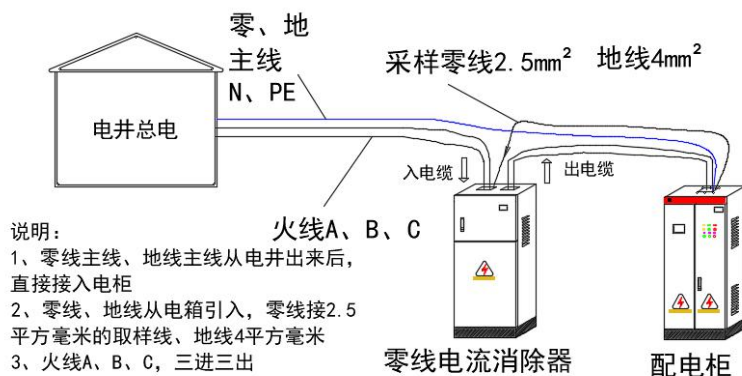 零、地
主线
N、PE
采样零线2.5mm²
地线4mm²
电井总电
入电缆
出电缆
火线A、B、C
说明：
1、零线主线、地线主线从电井出来后，
直接接入电柜
2、零线、地线从电箱引入，零线接2.5
平方毫米的取样线、地线4平方毫米
3、火线A、B、C，三进三出
零线电流消除器
配电柜